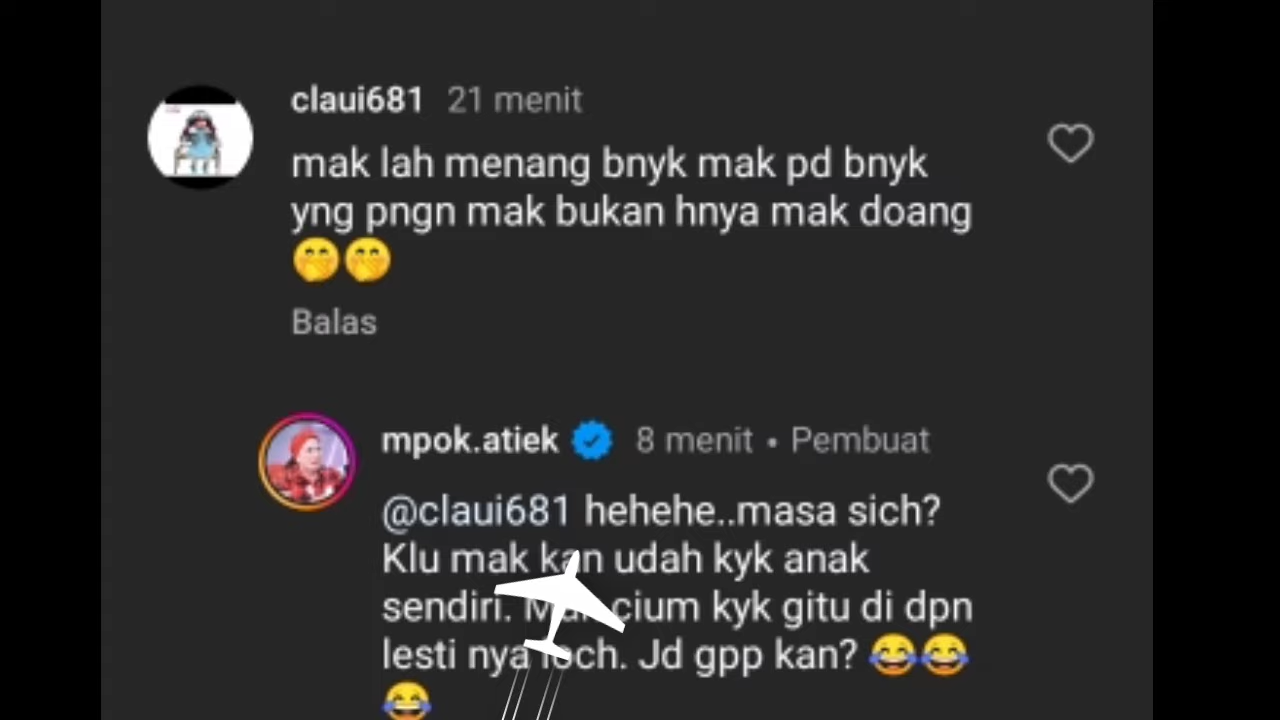 claui681 21 menit
mak lah menang bnyk mak pd bnyk
yng pngn mak bukan hnya mak doang
🤭🤭
Balas
mpok.atiek 8 menit • Pembuat
@claui681 hehehe..masa sich?
Klu mak kan udah kyk anak
sendiri. cium kyk gitu di dpn
lesti nya loch. Jd gpp kan? 😂😂
😂